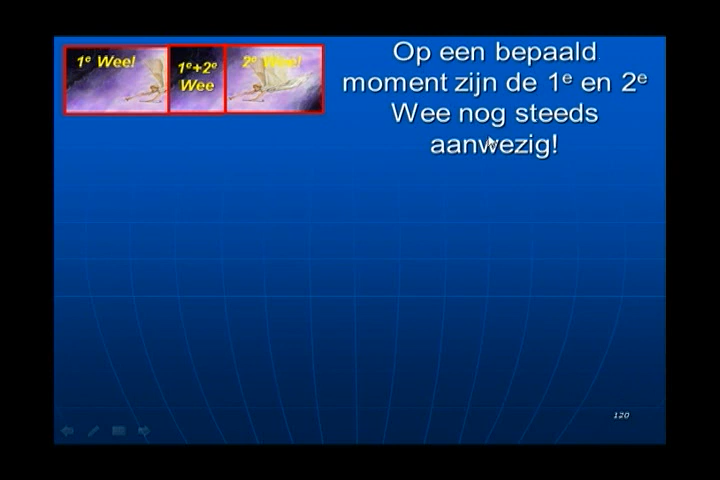 1e Wee!
1e+2e
Wee
2e Wee!
Op een bepaald
moment zijn de 1e en 2e
Wee nog steeds
aanwezig!
120